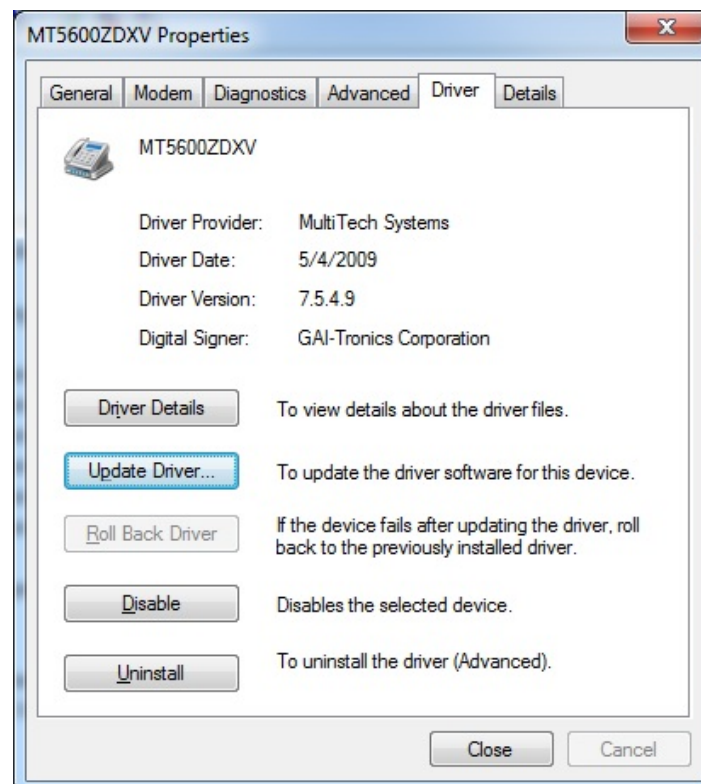 MT5600ZDXV Properties
X
General Modem Diagnostics Advanced Driver Details
MT5600ZDXV
Driver Provider: MultiTech Systems
Driver Date: 5/4/2009
Driver Version: 7.5.4.9
Digital Signer: GAI-Tronics Corporation
Driver Details To view details about the driver files.
Update Driver... To update the driver software for this device.
Roll Back Driver If the device fails after updating the driver, roll
back to the previously installed driver.
Disable Disables the selected device.
Uninstall To uninstall the driver (Advanced).
Close Cancel